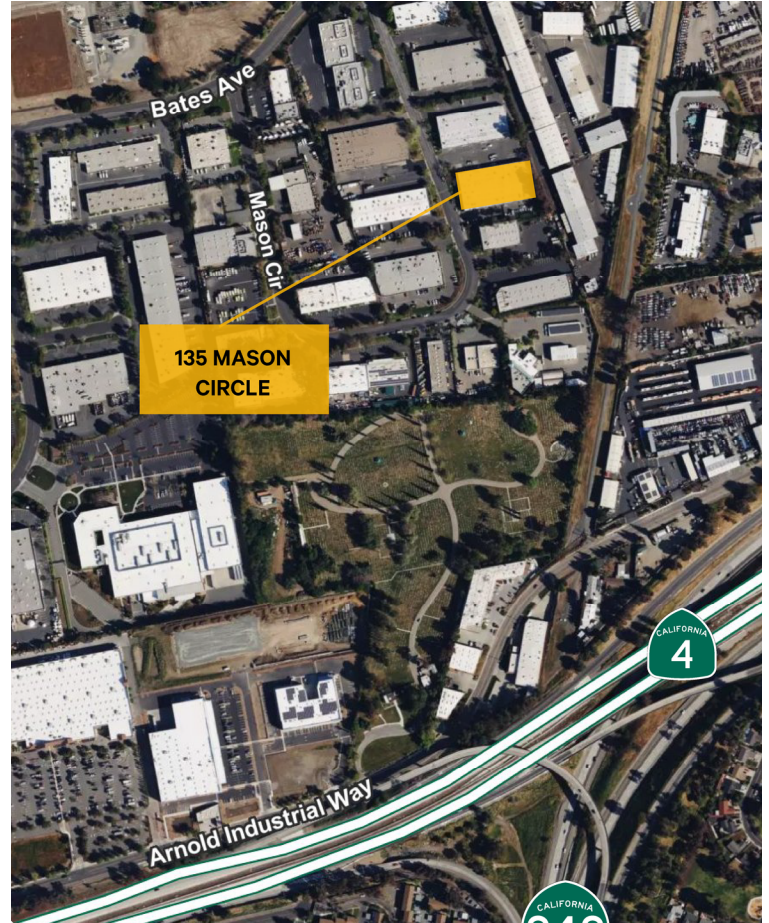 Bates Ave
Mason Cir
135 MASON
CIRCLE
CALIFORNIA
4
Arnold Industrial Way
CALIFORNIA